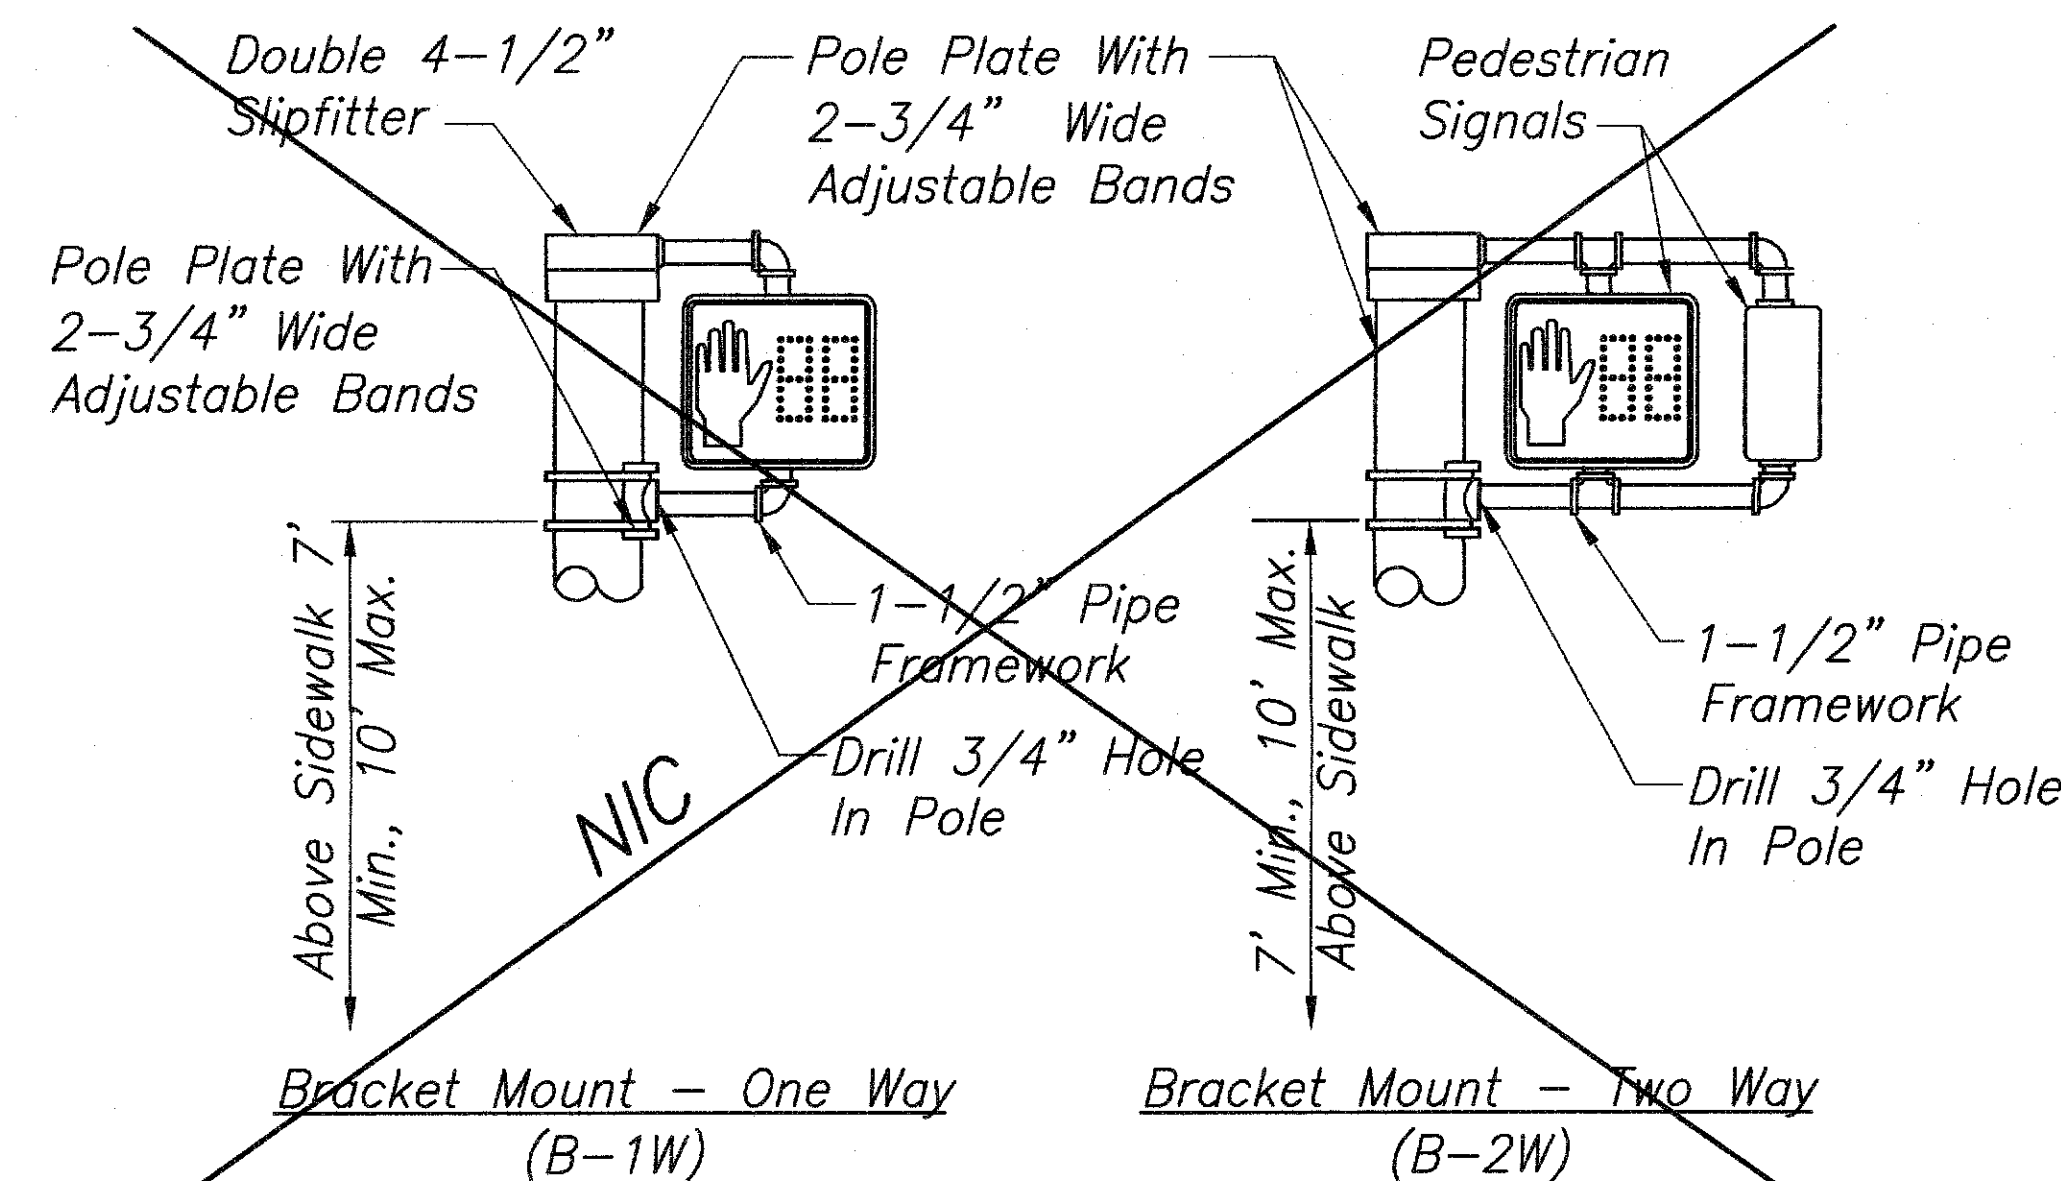 Double 4-1/2"
Slipfitter
Pole Plate With
2-3/4" Wide
Adjustable Bands
Pedestrian
Signals
Pole Plate With
2-3/4" Wide
Adjustable Bands
Above Sidewalk 7'
Min., 10' Max.
1-1/2" Pipe
Framework
Drill 3/4" Hole
In Pole
NIC
7' Min., 10' Max.
Above Sidewalk
1-1/2" Pipe
Framework
Drill 3/4" Hole
In Pole
Bracket Mount - One Way
(B-1W)
Bracket Mount - Two Way
(B-2W)